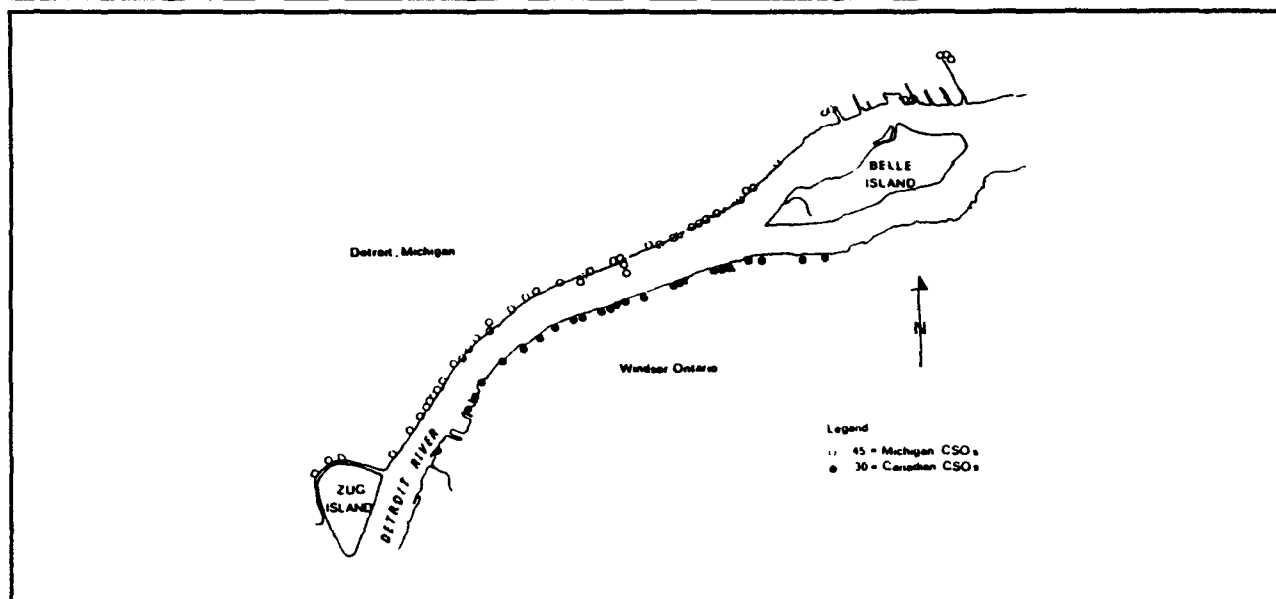 BELLE
ISLAND
Detroit, Michigan
N
Windsor Ontario
Legend
45 = Michigan CSOs
30 = Canadian CSOs
ZUG
ISLAND
DETROIT RIVER